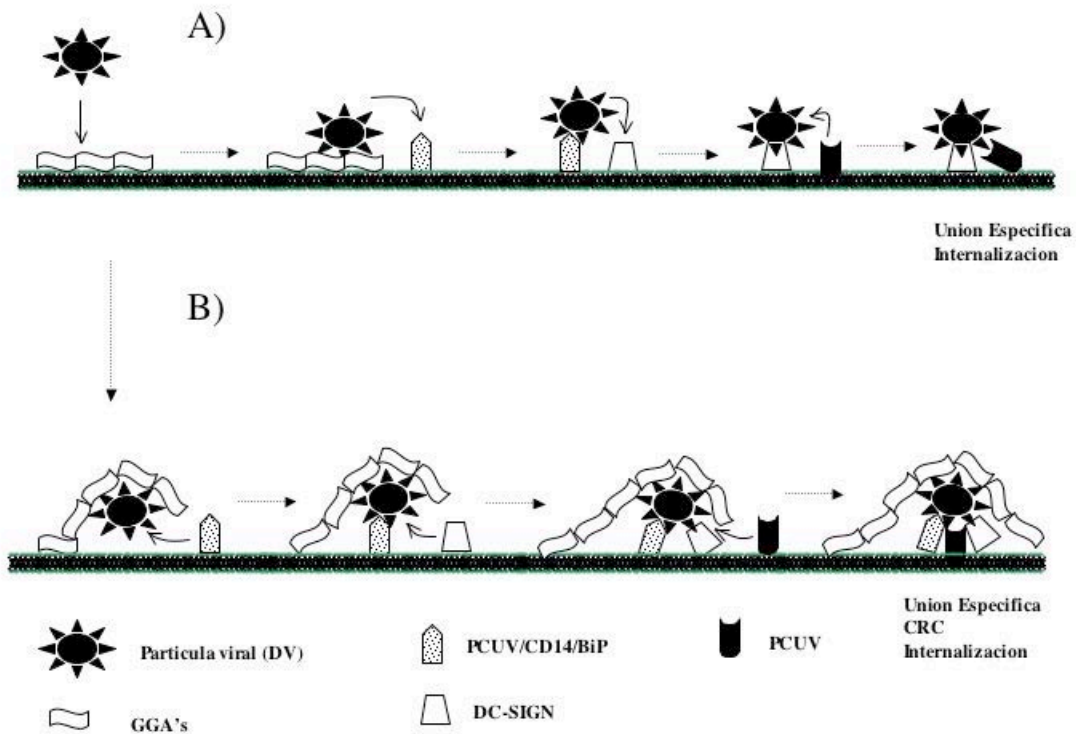 A)
Union Especifica
Internalizacion
B)
Union Especifica
CRC
Internalizacion
Particula viral (DV)
PCUV/CD14/BiP
PCUV
GGA's
DC-SIGN